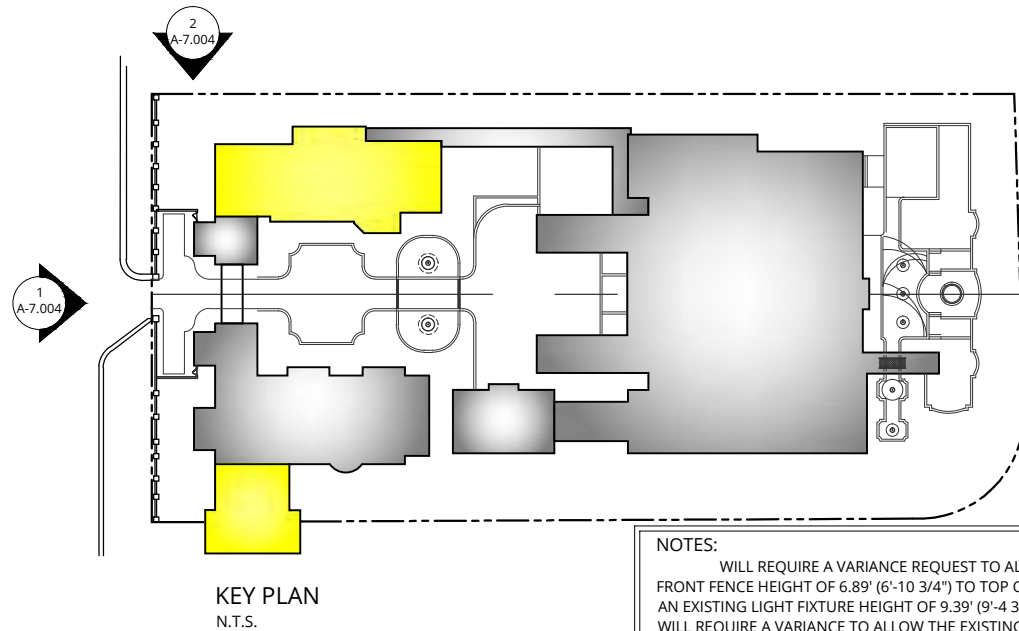 2
A-7.004
1
A-7.004
KEY PLAN
N.T.S.
NOTES:
WILL REQUIRE A VARIANCE REQUEST TO
FRONT FENCE HEIGHT OF 6.89' (6'-10 3/4") TO TOP
AN EXISTING LIGHT FIXTURE HEIGHT OF 9.39' (9'-4
WILL REQUIRE A VARIANCE TO ALLOW THE EXISTING